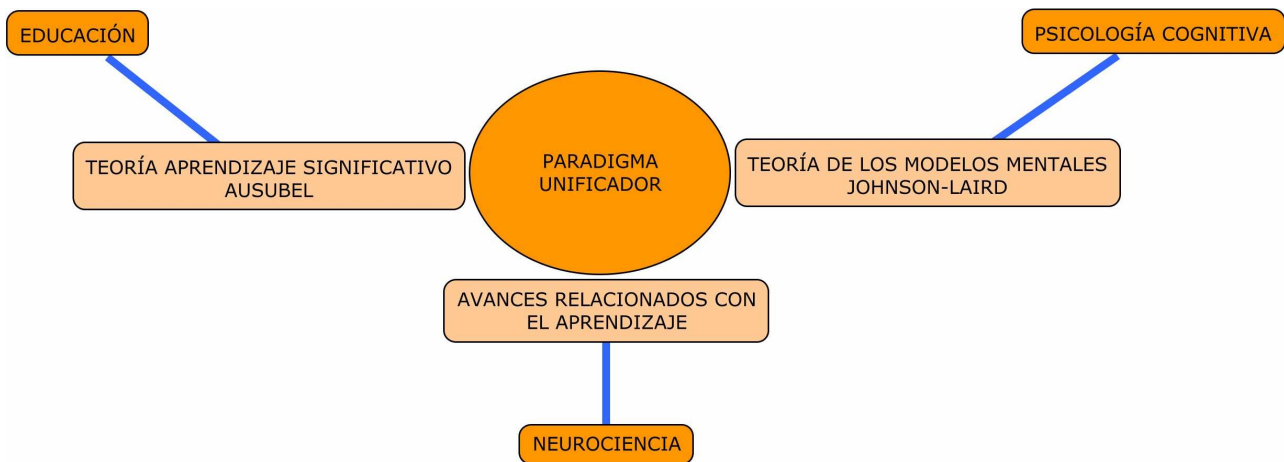 EDUCACIÓN
PSICOLOGÍA COGNITIVA
TEORÍA APRENDIZAJE SIGNIFICATIVO
AUSUBEL
PARADIGMA
UNIFICADOR
TEORÍA DE LOS MODELOS MENTALES
JOHNSON-LAIRD
AVANCES RELACIONADOS CON
EL APRENDIZAJE
NEUROCIENCIA